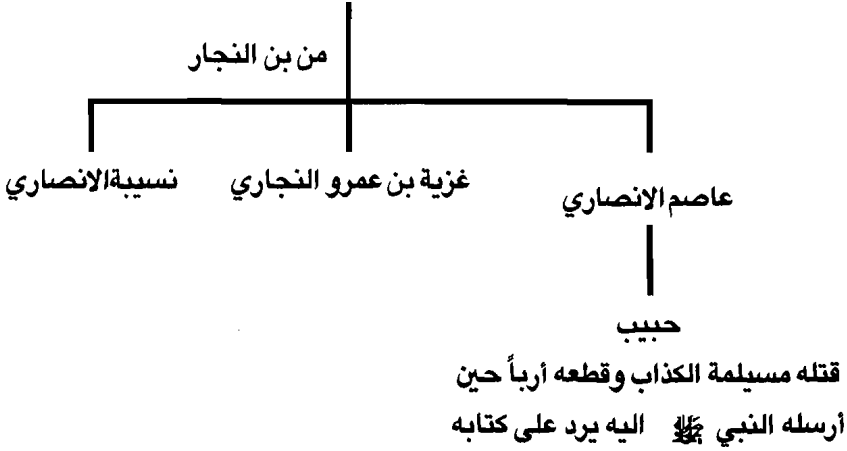 من بن النجار
عاصم الانصاري
غزية بن عمرو النجاري
نسيبةالانصاري
حبيب
قتله مسيلمة الكذاب وقطعه أرباً حين
أرسله النبي ﷺ اليه يرد على كتابه